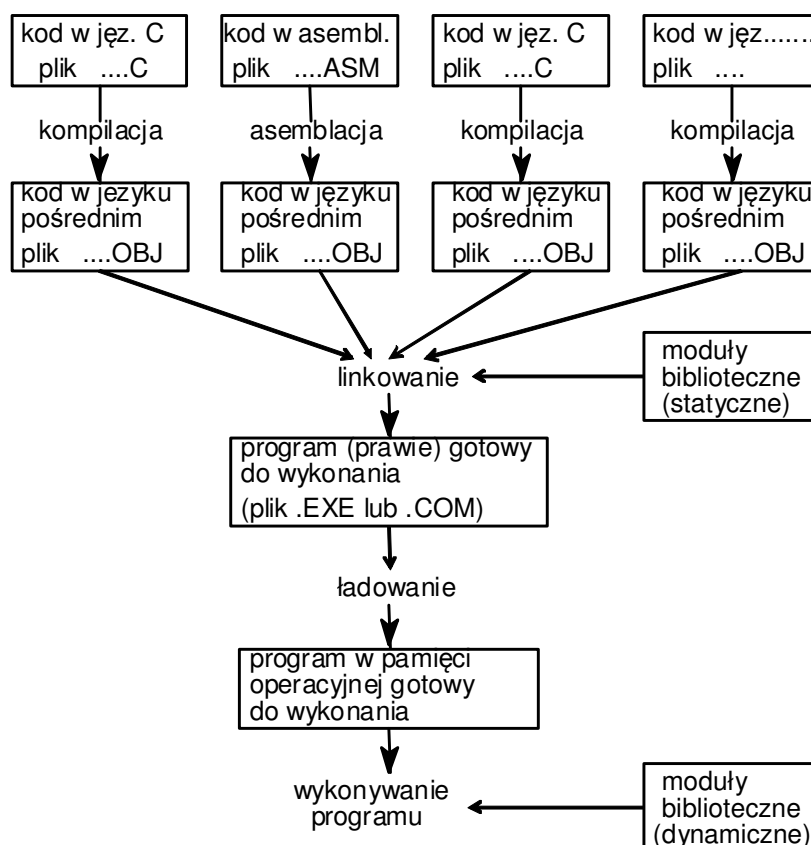 kod w jęz. C
plik ....C
kod w asembl.
plik ....ASM
kod w jęz. C
plik ....C
kod w jęz.......
plik ....
kompilacja
asemblacja
kompilacja
kompilacja
kod w jezyku
pośrednim
plik ....OBJ
kod w języku
pośrednim
plik ....OBJ
kod w języku
pośrednim
plik ....OBJ
kod w języku
pośrednim
plik ....OBJ
linkowanie
moduły
biblioteczne
(statyczne)
program (prawie) gotowy
do wykonania
(plik .EXE lub .COM)
ładowanie
program w pamięci
operacyjnej gotowy
do wykonania
wykonywanie
programu
moduły
biblioteczne
(dynamiczne)